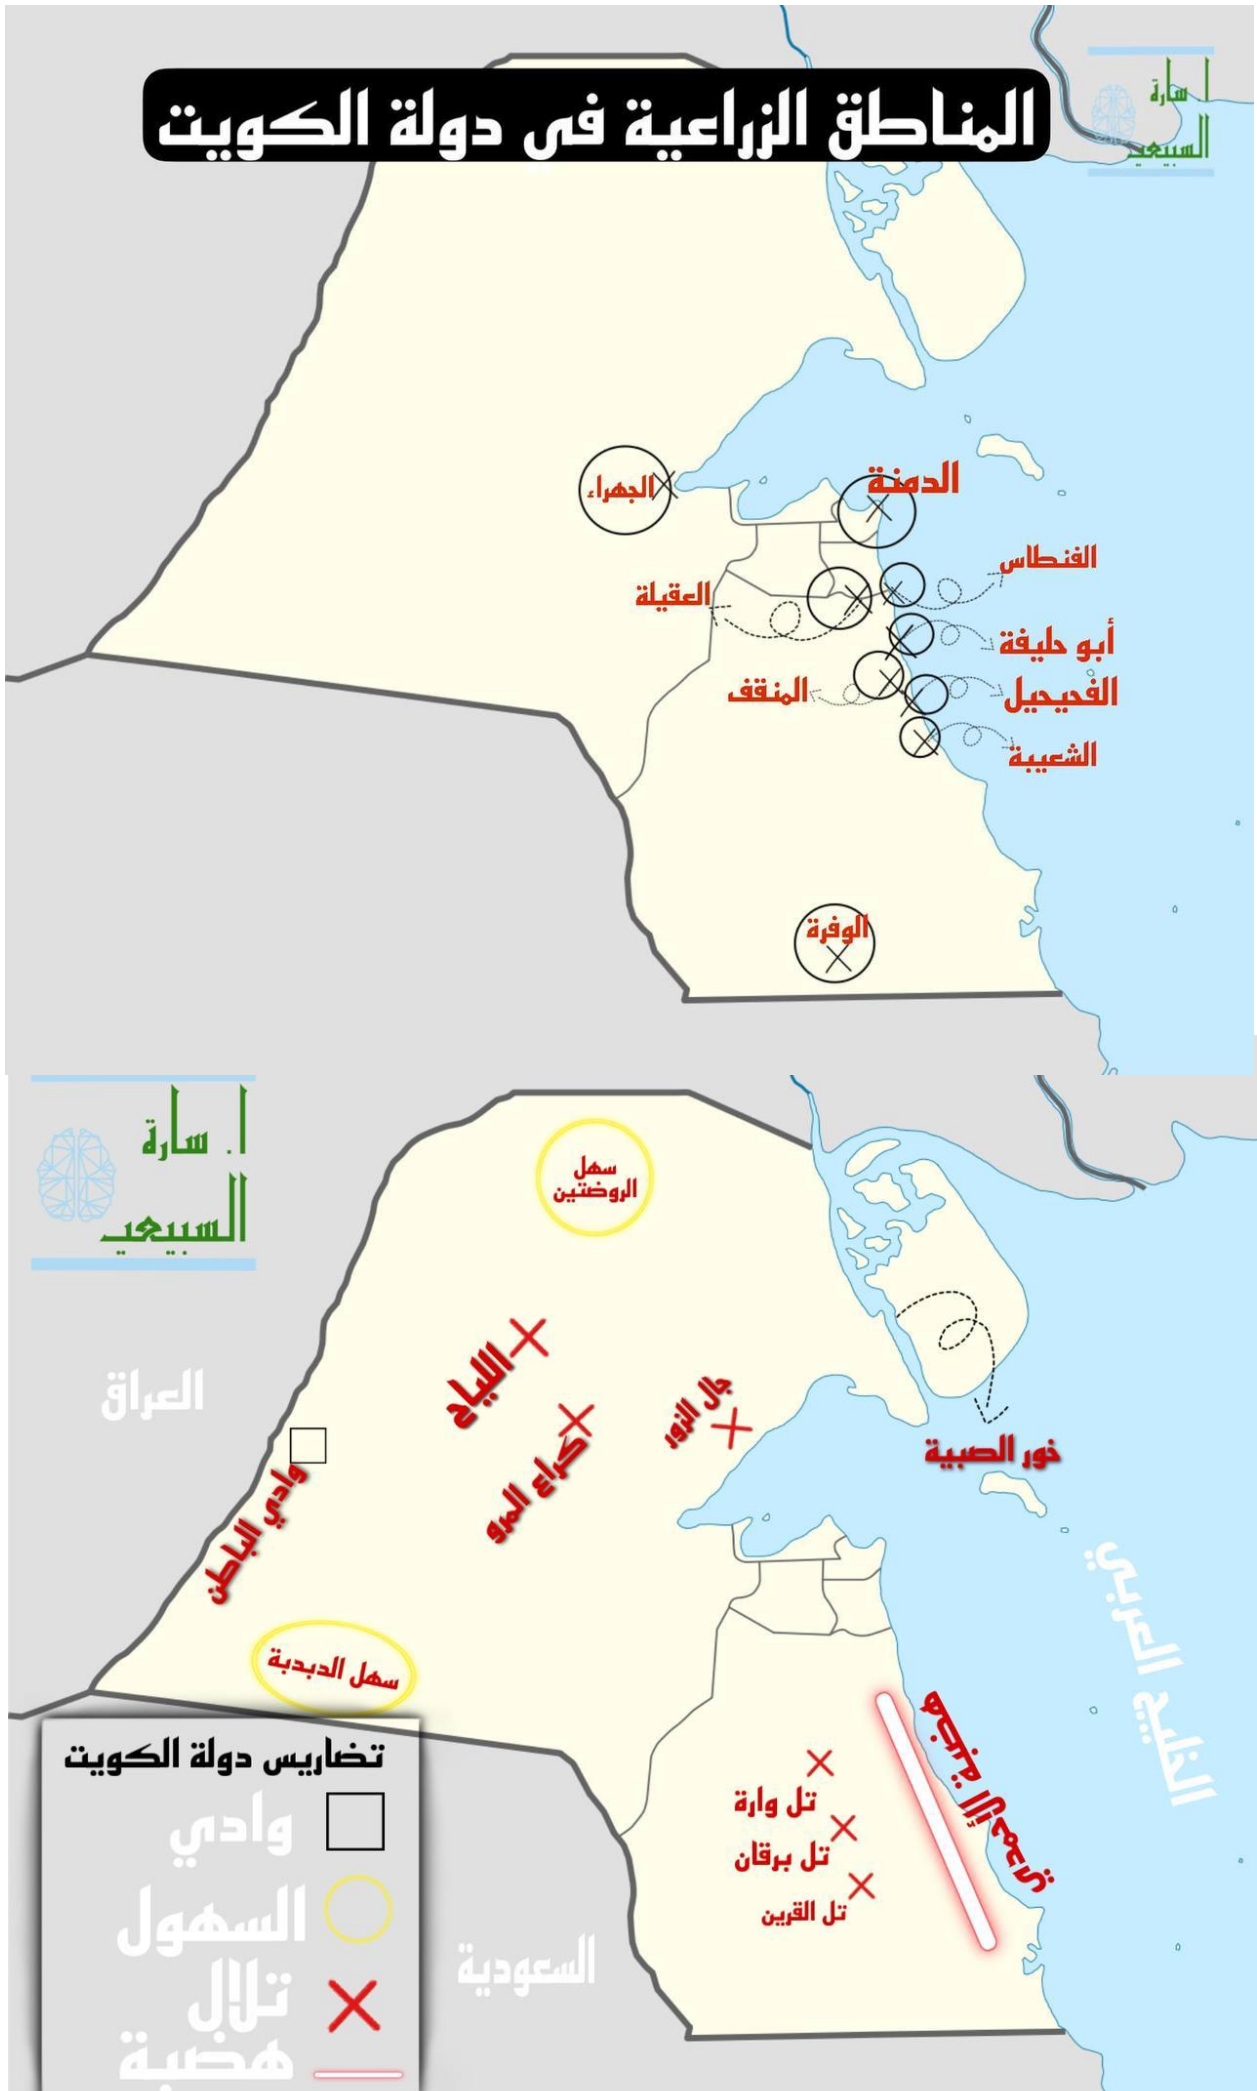 المناطق الزراعية في دولة الكويت
ا سارة
السبيعي
الجهراء
الدمنة
الفنطاس
العقيلة
أبو حليفة
المنقف
الفحيحيل
الشعيبة
الوفرة
ا. سارة
السبيعي
سهل
الروضتين
العراق
اللياح
جال الزور
كراع المرو
خور الصبية
وادي الباطن
الخليج العربي
سهل الدبدبة
هضبة الأحمدي
تل وارة
تل برقان
تل القرين
السعودية
تضاريس دولة الكويت
وادي
السهول
تلال
هضبة